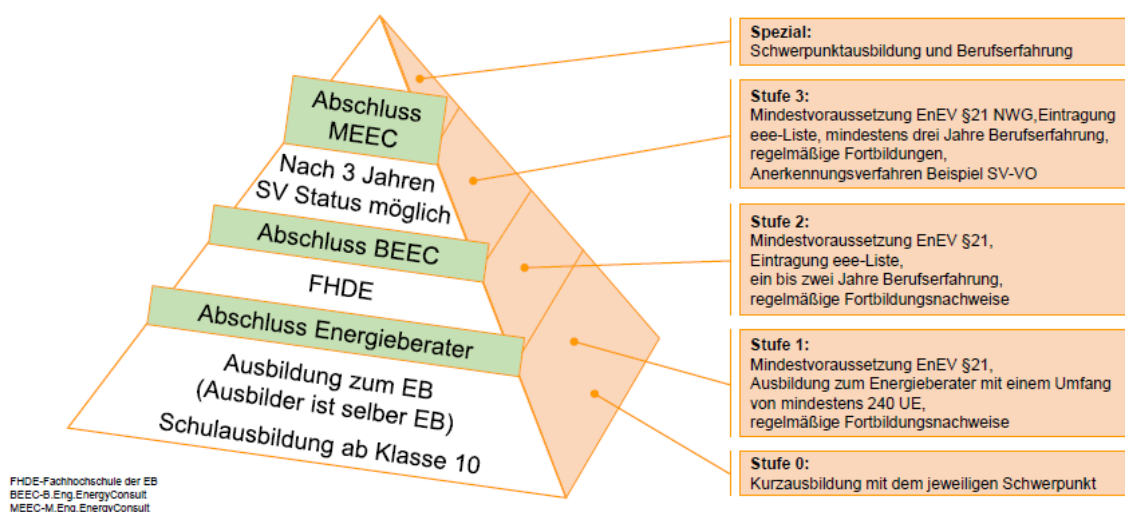 Abschluss
MEEC
Nach 3 Jahren
SV Status möglich
Abschluss BEEC
FHDE
Abschluss Energieberater
Ausbildung zum EB
(Ausbilder ist selber EB)
Schulausbildung ab Klasse 10
Spezial:
Schwerpunktausbildung und Berufserfahrung
Stufe 3:
Mindestvoraussetzung EnEV §21 NWG,Eintragung
eee-Liste, mindestens drei Jahre Berufserfahrung,
regelmäßige Fortbildungen,
Anerkennungsverfahren Beispiel SV-VO
Stufe 2:
Mindestvoraussetzung EnEV §21,
Eintragung eee-Liste,
ein bis zwei Jahre Berufserfahrung,
regelmäßige Fortbildungsnachweise
Stufe 1:
Mindestvoraussetzung EnEV §21,
Ausbildung zum Energieberater mit einem Umfang
von mindestens 240 UE,
regelmäßige Fortbildungsnachweise
Stufe 0:
Kurzausbildung mit dem jeweiligen Schwerpunkt
FHDE-Fachhochschule der EB
BEEC-B.Eng.EnergyConsult
MEEC-M.Eng.EnergyConsult